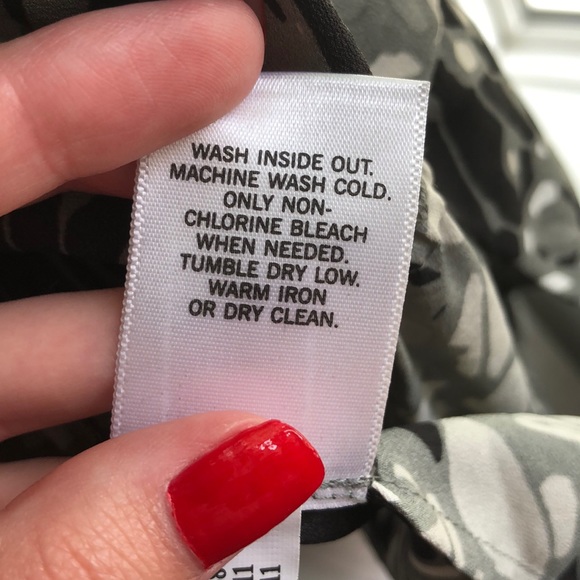 WASH INSIDE OUT.
MACHINE WASH COLD.
ONLY NON-
CHLORINE BLEACH
WHEN NEEDED.
TUMBLE DRY LOW.
WARM IRON
OR DRY CLEAN.